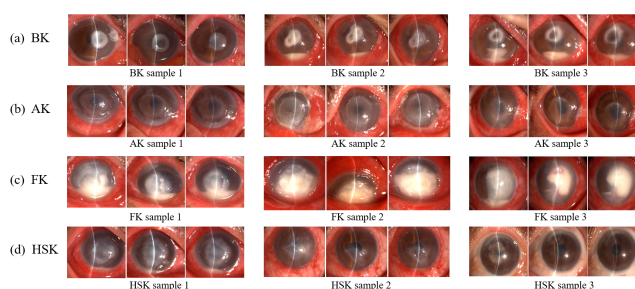 (a) BK
BK sample 1
BK sample 2
BK sample 3
(b) AK
AK sample 1
AK sample 2
AK sample 3
(c) FK
FK sample 1
FK sample 2
FK sample 3
(d) HSK
HSK sample 1
HSK sample 2
HSK sample 3